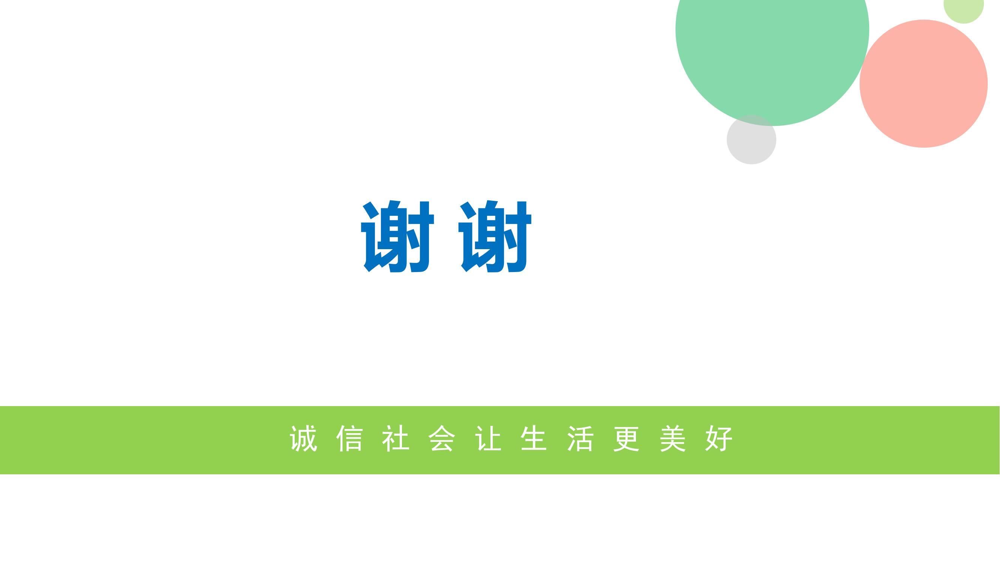 谢 谢
诚 信 社 会 让 生 活 更 美 好